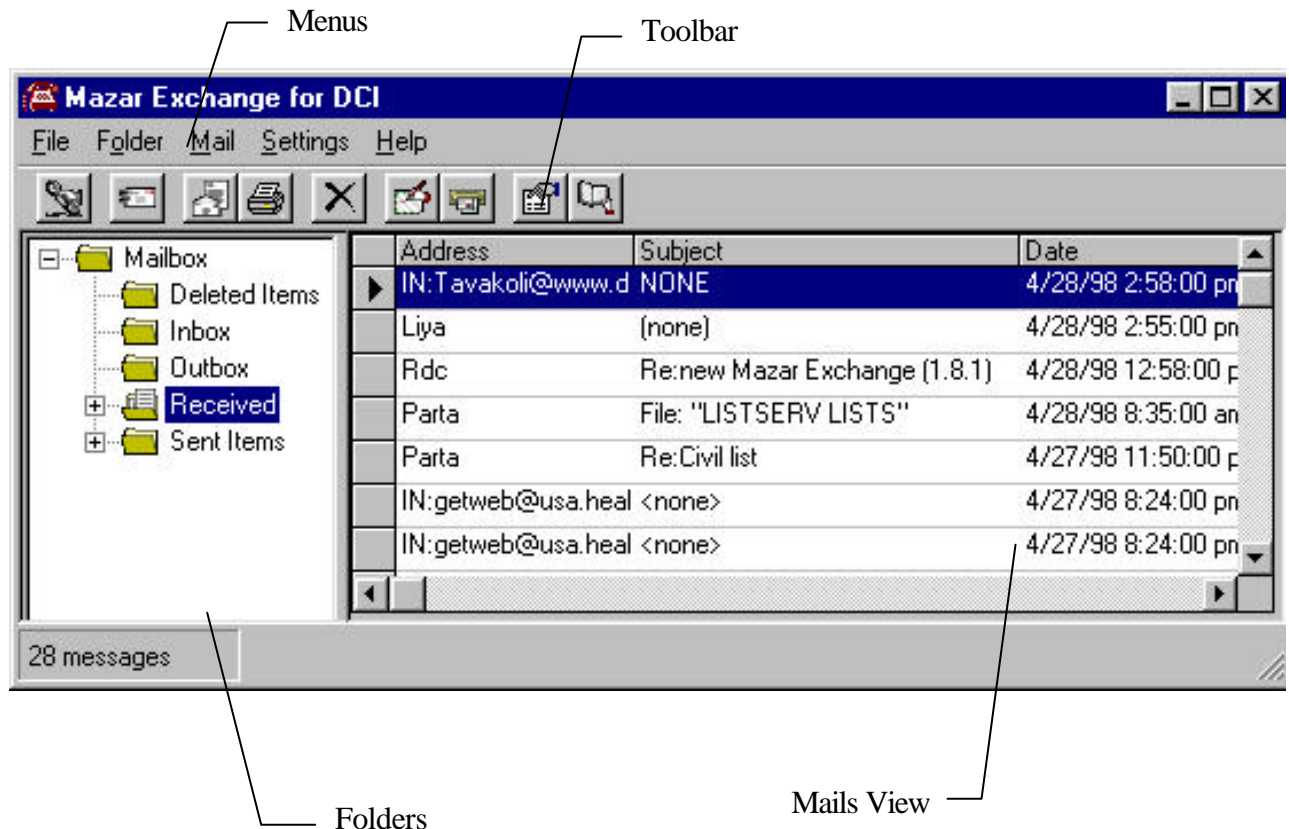 Menus
Toolbar
Mazar Exchange for DCI
File Folder Mail Settings Help
Mailbox
Deleted Items
Inbox
Outbox
Received
Sent Items
Address Subject Date
IN:Tavakoli@www.d NONE 4/28/98 2:58:00 pm
Liya (none) 4/28/98 2:55:00 pm
Rdc Re:new Mazar Exchange (1.8.1) 4/28/98 12:58:00 p
Parta File: "LISTSERV LISTS" 4/28/98 8:35:00 am
Parta Re:Civil list 4/27/98 11:50:00 p
IN:getweb@usa.heal <none> 4/27/98 8:24:00 pm
IN:getweb@usa.heal <none> 4/27/98 8:24:00 pm
28 messages
Mails View
Folders